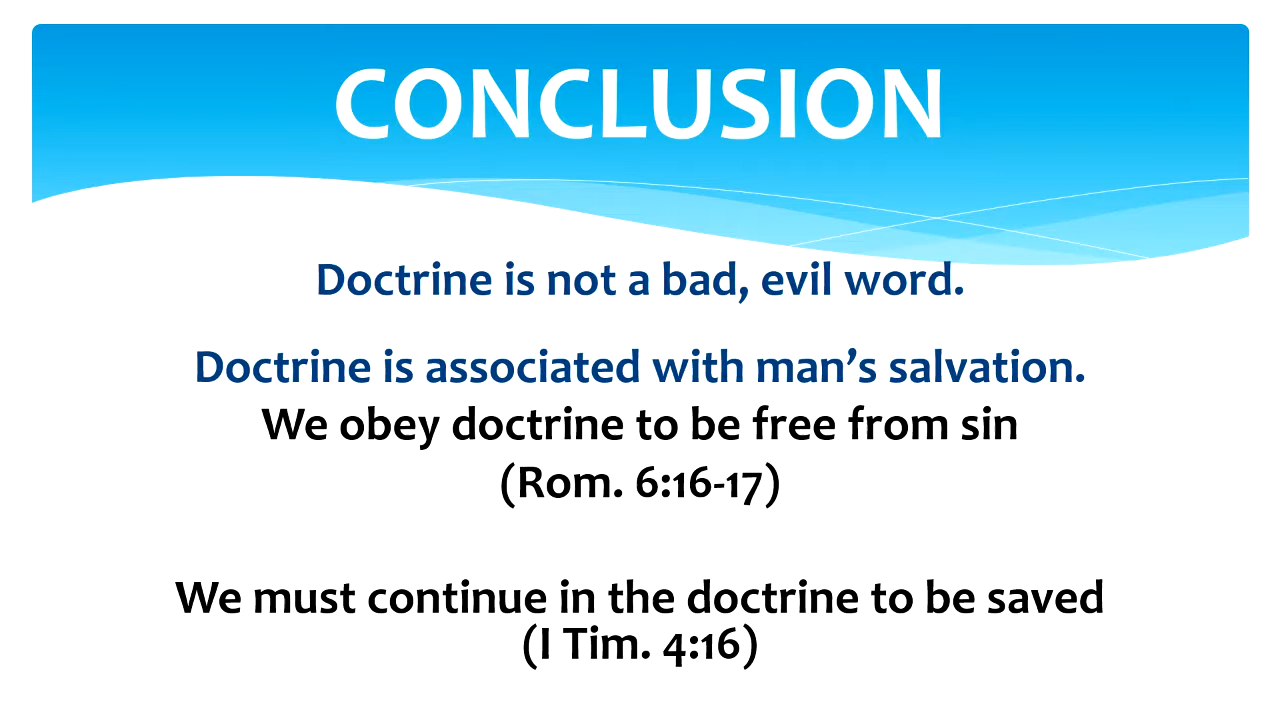 CONCLUSION
Doctrine is not a bad, evil word.
Doctrine is associated with man’s salvation.
We obey doctrine to be free from sin
(Rom. 6:16-17)
We must continue in the doctrine to be saved
(I Tim. 4:16)